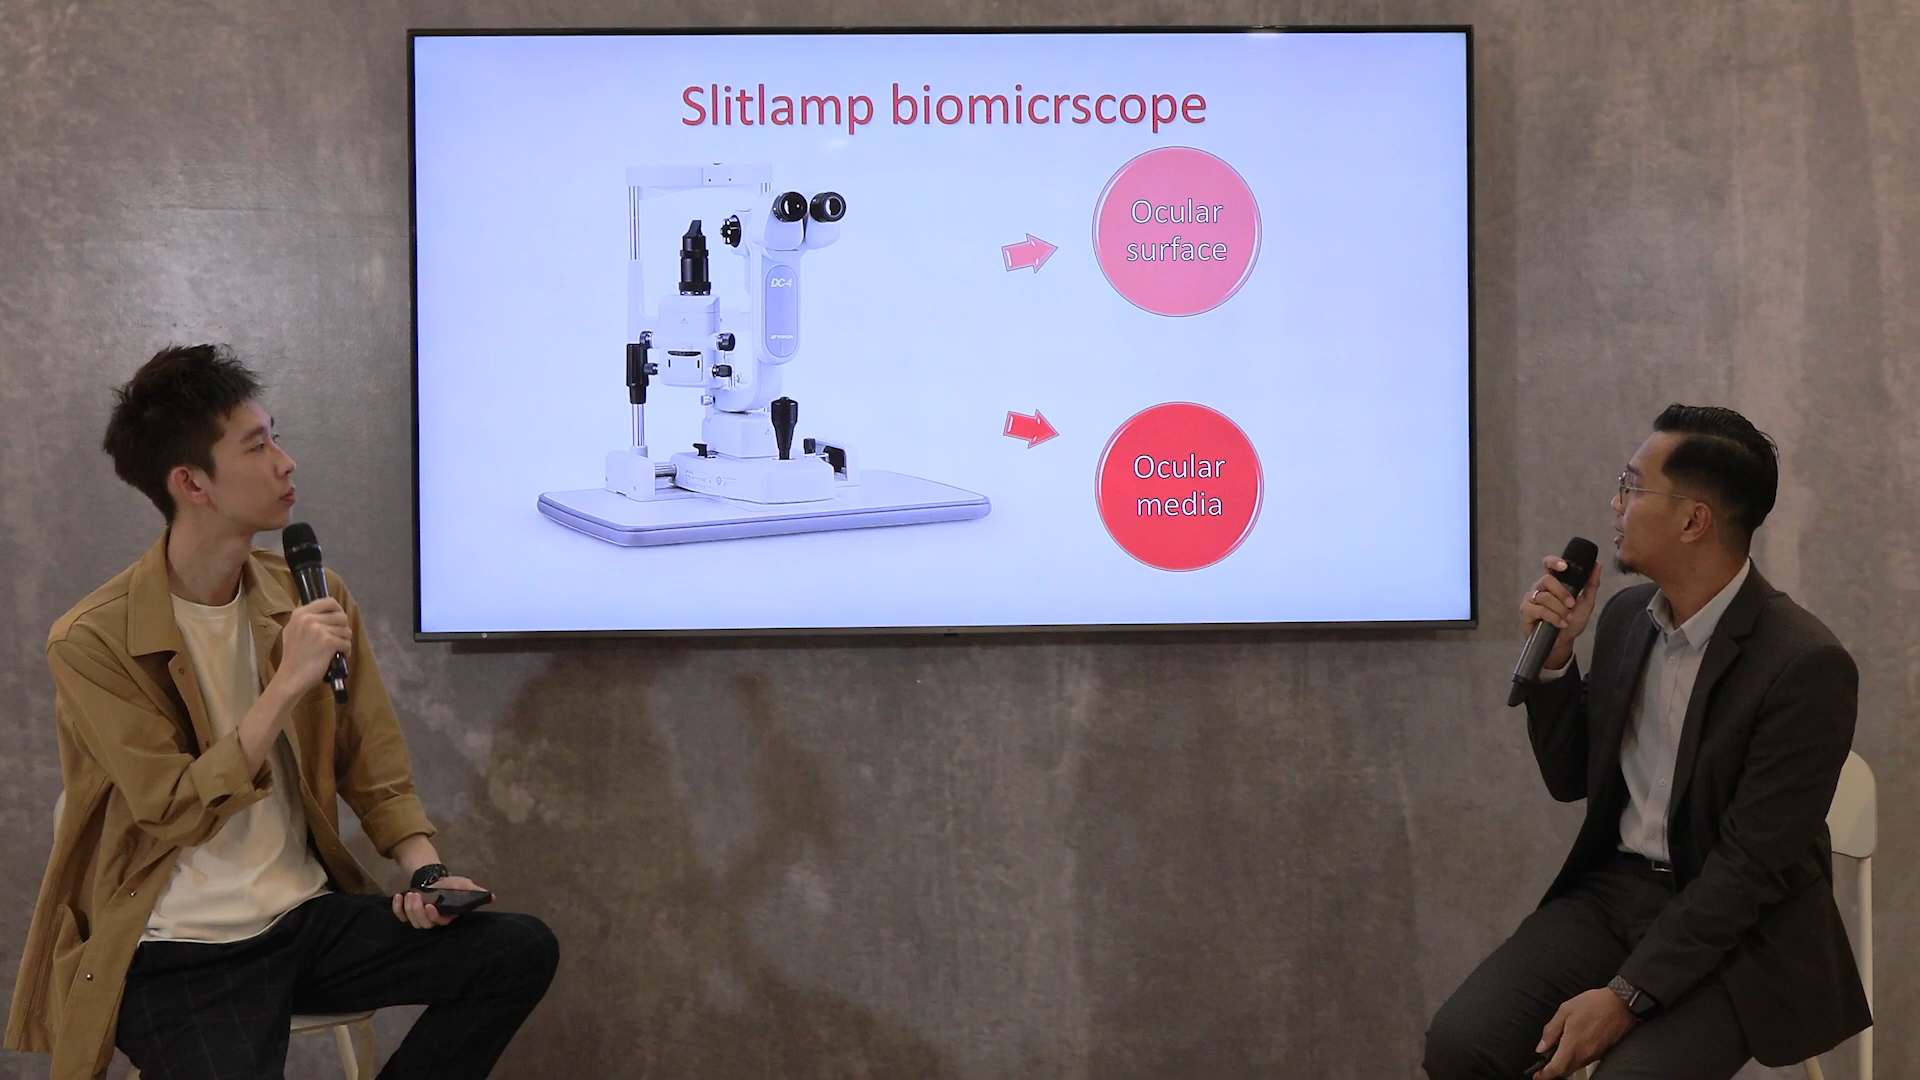 Slitlamp biomicrscope
Ocular
surface
DC-4
Ocular
media